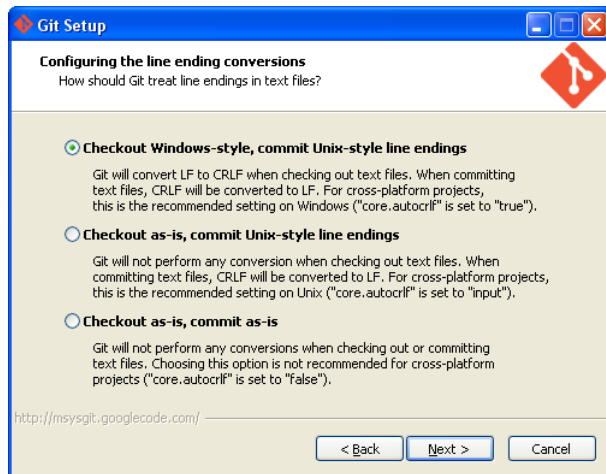 Git Setup
Configuring the line ending conversions
How should Git treat line endings in text files?
Checkout Windows-style, commit Unix-style line endings
Git will convert LF to CRLF when checking out text files. When committing
text files, CRLF will be converted to LF. For cross-platform projects,
this is the recommended setting on Windows ("core.autocrlf" is set to "true").
Checkout as-is, commit Unix-style line endings
Git will not perform any conversion when checking out text files. When
committing text files, CRLF will be converted to LF. For cross-platform projects,
this is the recommended setting on Unix ("core.autocrlf" is set to "input").
Checkout as-is, commit as-is
Git will not perform any conversions when checking out or committing
text files. Choosing this option is not recommended for cross-platform
projects ("core.autocrlf" is set to "false").
http://msysgit.googlecode.com/
< Back Next > Cancel